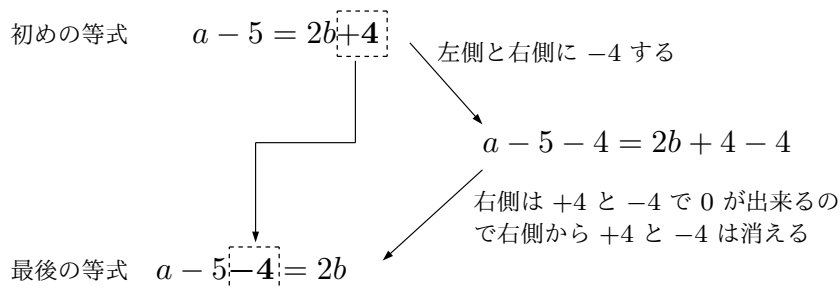 初めの等式 a − 5 = 2b+4
左側と右側に −4 する
a − 5 − 4 = 2b + 4 − 4
右側は +4 と −4 で 0 が出来るの
で右側から +4 と −4 は消える
最後の等式 a − 5−4 = 2b